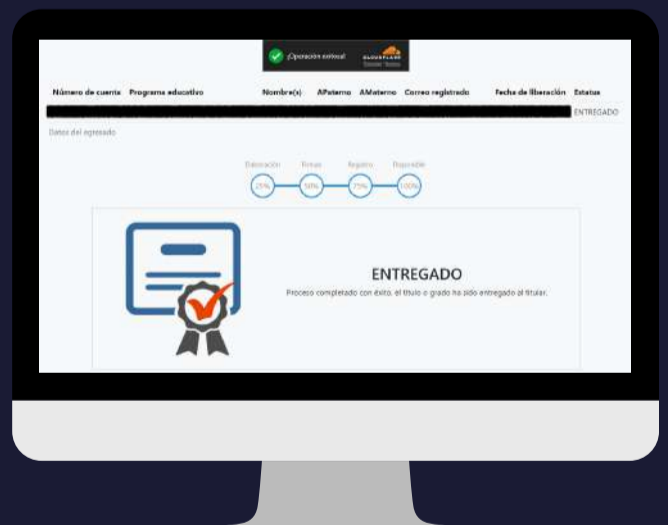 ¡Operación exitosa!
CLOUDFLARE
Número de cuenta Programa educativo Nombre(s) APaterno AMaterno Correo registrado Fecha de liberación Estatus
ENTREGADO
Datos del egresado
Elaboración Firmas Registro Disponible
25% 50% 75% 100%
ENTREGADO
Proceso completado con éxito, el título o grado ha sido entregado al titular.